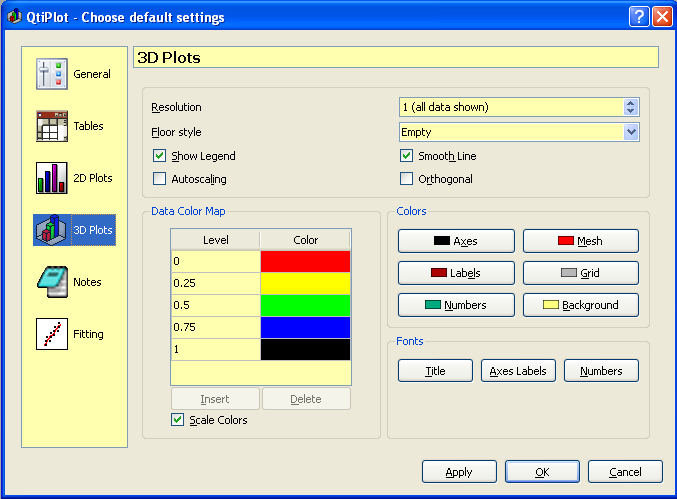 QtiPlot - Choose default settings
General
Tables
2D Plots
3D Plots
Notes
Fitting
3D Plots
Resolution
1 (all data shown)
Floor style
Empty
Show Legend
Smooth Line
Autoscaling
Orthogonal
Data Color Map
Level Color
0
0.25
0.5
0.75
1
Insert Delete
Scale Colors
Colors
Axes Mesh
Labels Grid
Numbers Background
Fonts
Title Axes Labels Numbers
Apply OK Cancel